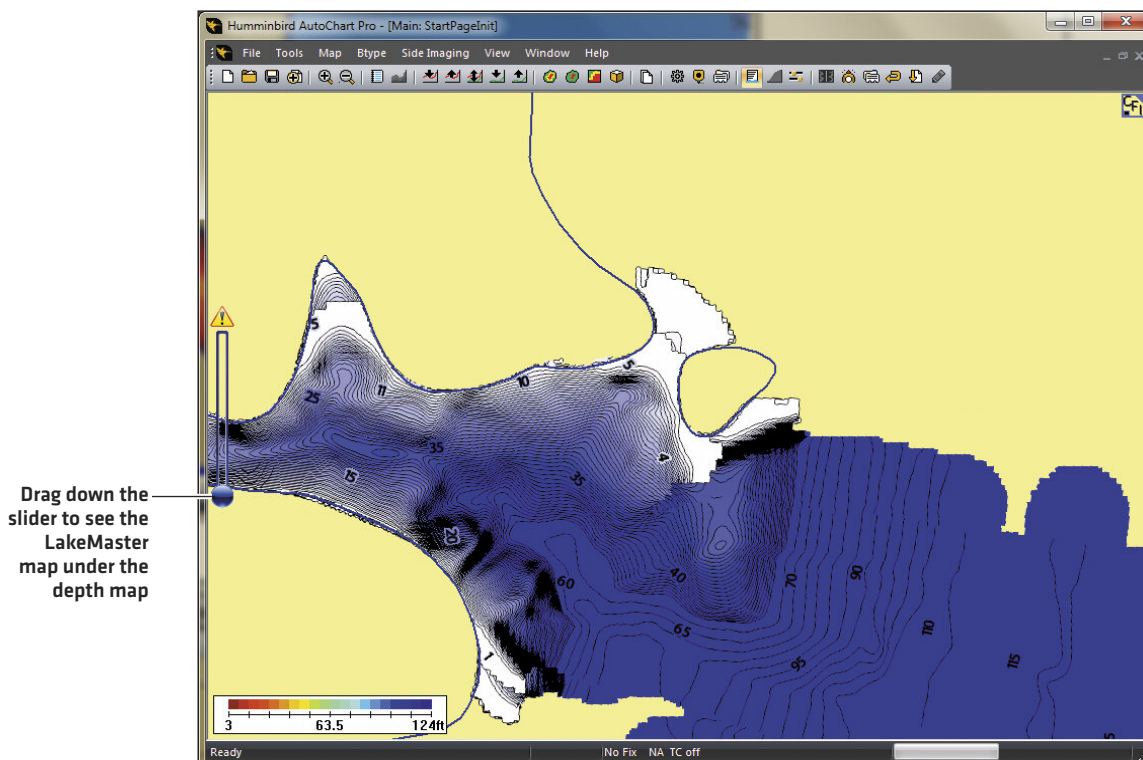 Humminbird AutoChart Pro - [Main: StartPageInit]
File Tools Map Btype Side Imaging View Window Help
CFL
5
11
25
10
5
35
15
4
35
20
60
40
70
90
65
110
95
115
1
Drag down the
slider to see the
LakeMaster
map under the
depth map
3 63.5 124ft
Ready No Fix NA TC off